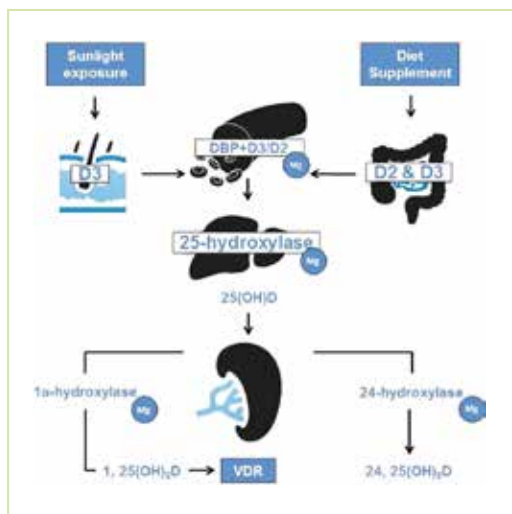 Sunlight
exposure
Diet
Supplement
DBP+D3/D2
Mg
D3
D2 & D3
25-hydroxylase
Mg
25(OH)D
1a-hydroxylase
Mg
24-hydroxylase
Mg
1, 25(OH)₂D
VDR
24, 25(OH)₂D